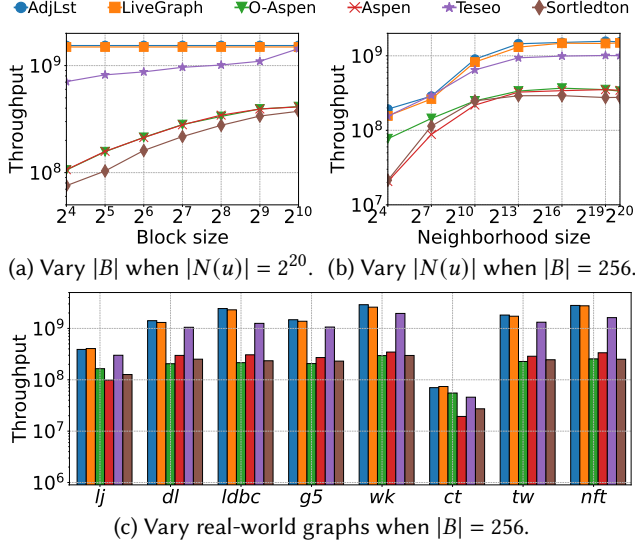 AdjLst LiveGraph O-Aspen Aspen Teseo Sortledton
Throughput
10^9
10^8
2^4 2^5 2^6 2^7 2^8 2^9 2^10
Block size
(a) Vary |B| when |N(u)| = 2^20.
Throughput
10^9
10^8
10^7
2^4 2^7 2^10 2^13 2^16 2^19 2^20
Neighborhood size
(b) Vary |N(u)| when |B| = 256.
Throughput
10^9
10^8
10^7
10^6
lj dl ldbc g5 wk ct tw nft
(c) Vary real-world graphs when |B| = 256.